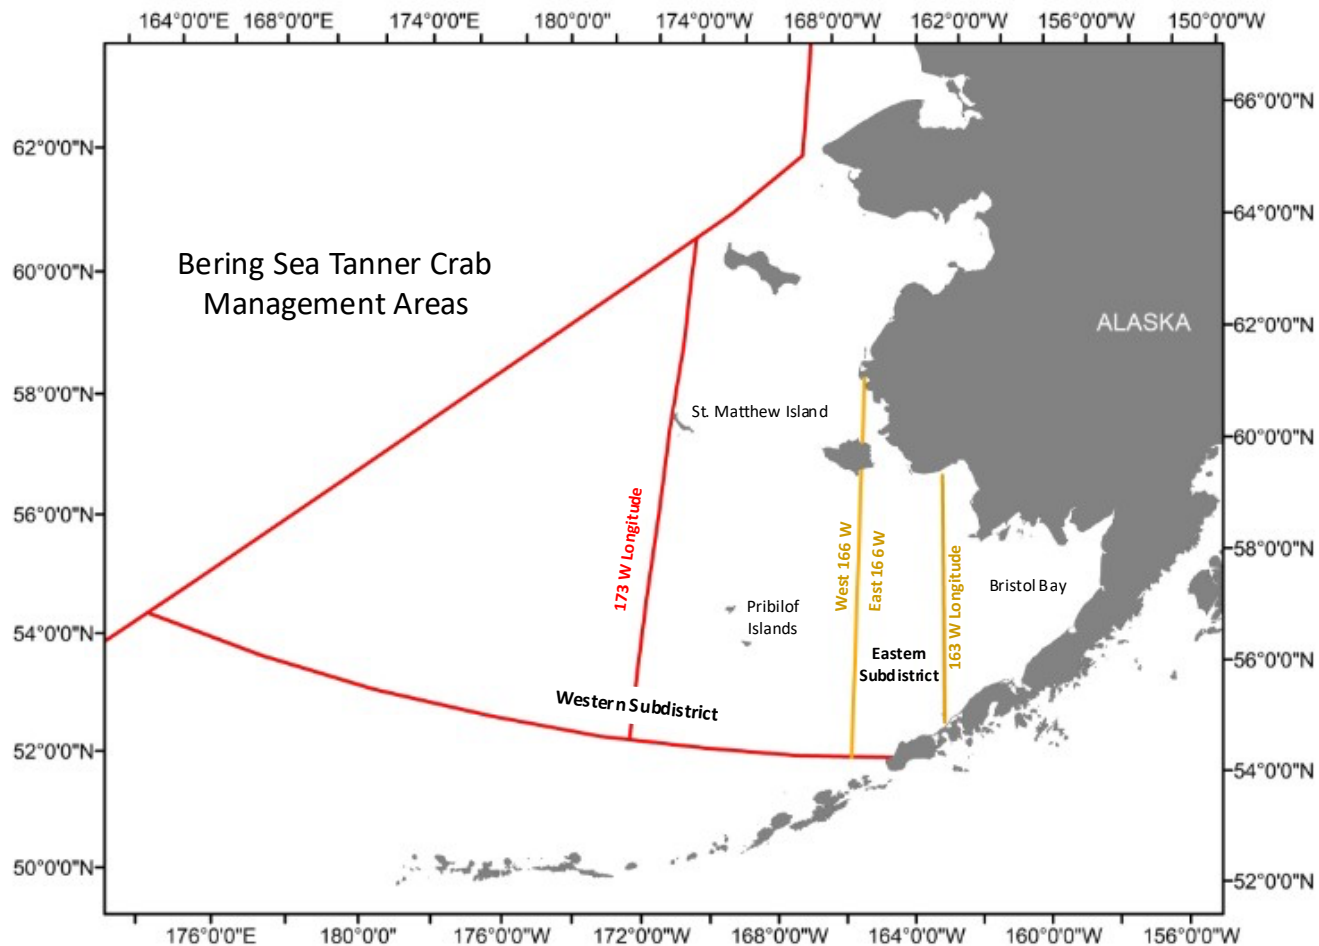 164°0'0"E 168°0'0"E 174°0'0"E 180°0'0" 174°0'0"W 168°0'0"W 162°0'0"W 156°0'0"W 150°0'0"W
66°0'0"N
62°0'0"N
64°0'0"N
Bering Sea Tanner Crab
Management Areas
60°0'0"N
ALASKA
62°0'0"N
58°0'0"N
St. Matthew Island
60°0'0"N
56°0'0"N
173 W Longitude
West 166 W
East 16 6 W
163 W Longitude
58°0'0"N
Bristol Bay
Pribilof
Islands
54°0'0"N
Eastern
Subdistrict
56°0'0"N
Western Subdistrict
52°0'0"N
54°0'0"N
50°0'0"N
52°0'0"N
176°0'0"E 180°0'0" 176°0'0"W 172°0'0"W 168°0'0"W 164°0'0"W 160°0'0"W 156°0'0"W